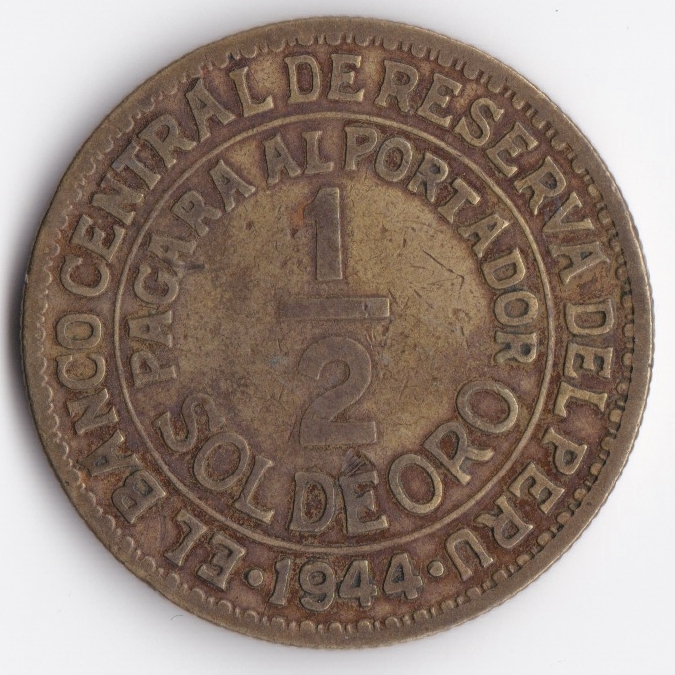 EL BANCO CENTRAL DE RESERVA DEL PERU
· 1944 ·
PAGARA AL PORTADOR
1
2
SOL DE ORO